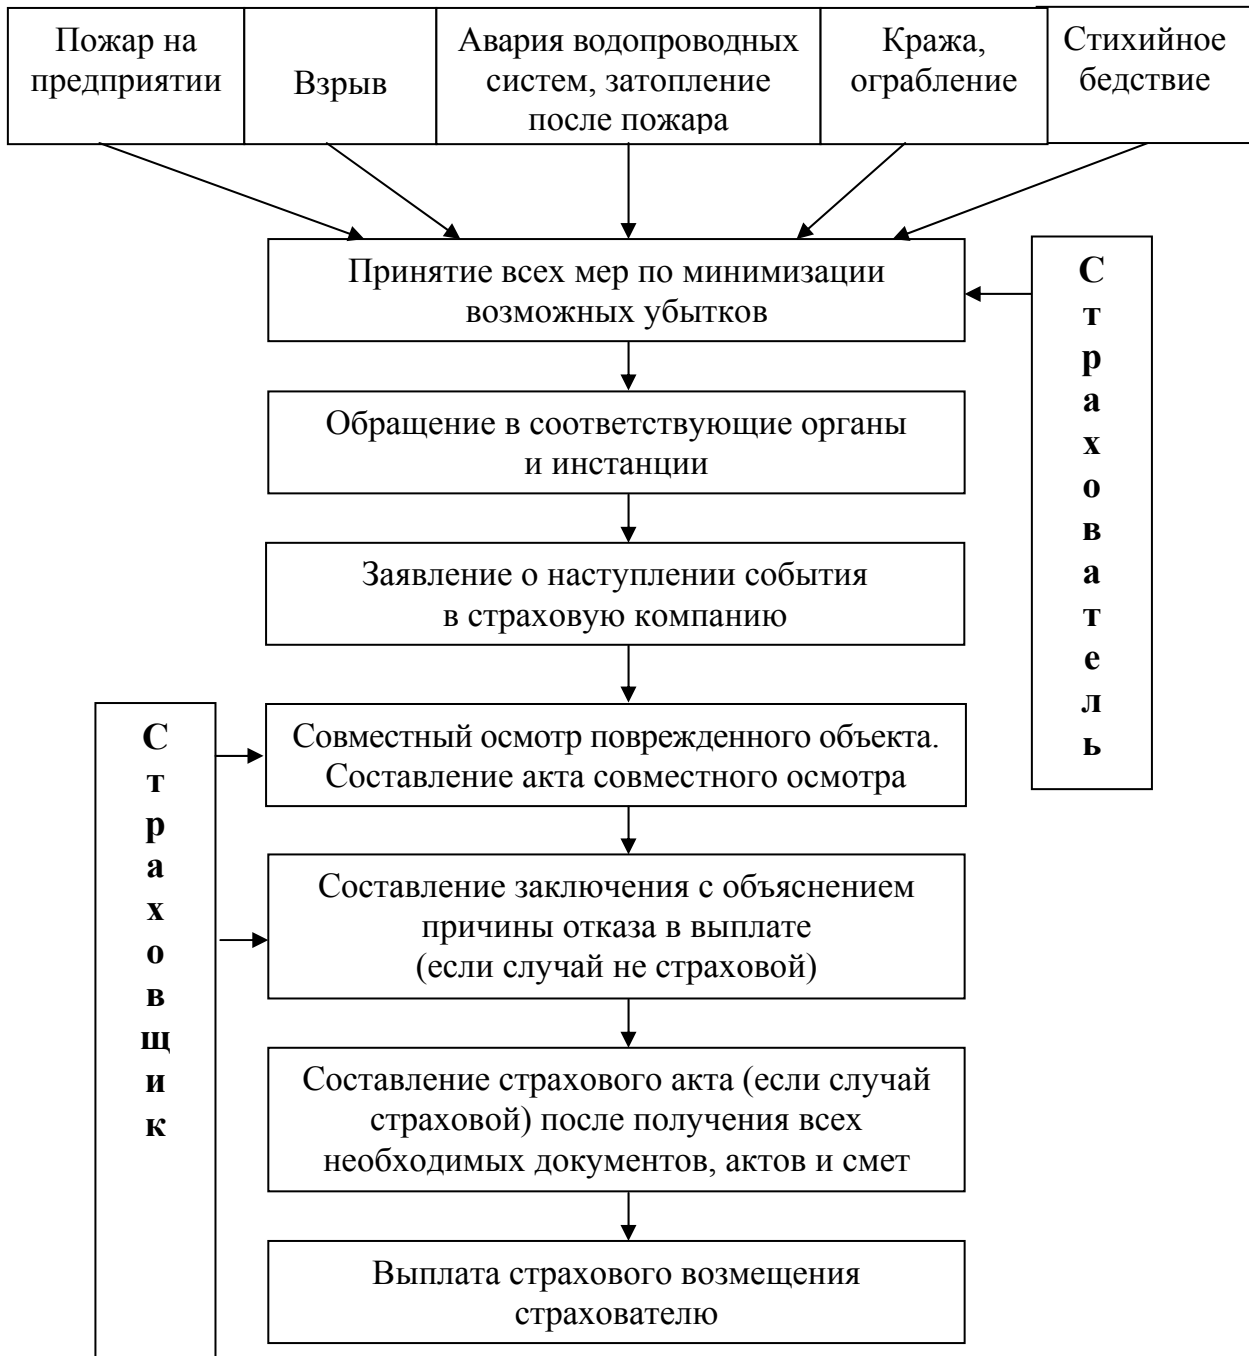 Пожар на
предприятии
Взрыв
Авария водопроводных
систем, затопление
после пожара
Кража,
ограбление
Стихийное
бедствие
Принятие всех мер по минимизации
возможных убытков
Обращение в соответствующие органы
и инстанции
Заявление о наступлении события
в страховую компанию
Страхователь
Совместный осмотр поврежденного объекта.
Составление акта совместного осмотра
Страховщик
Составление заключения с объяснением
причины отказа в выплате
(если случай не страховой)
Составление страхового акта (если случай
страховой) после получения всех
необходимых документов, актов и смет
Выплата страхового возмещения
страхователю